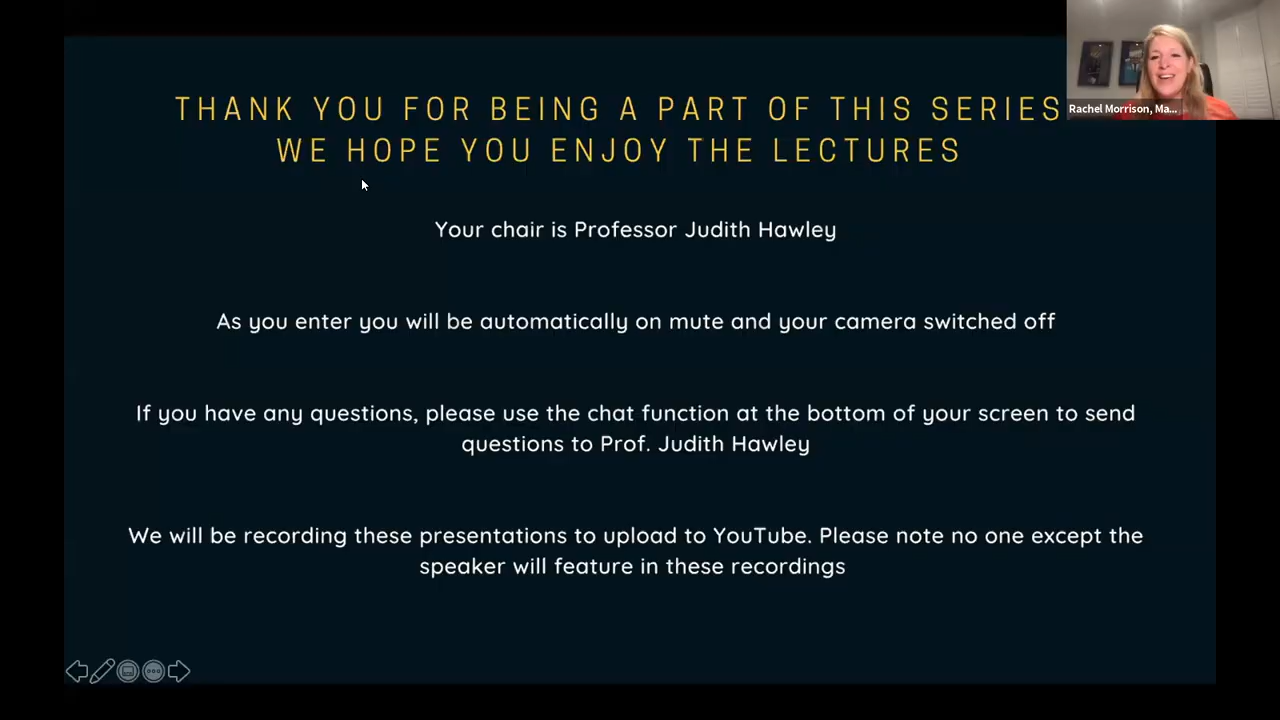 THANK YOU FOR BEING A PART OF THIS SERIES
WE HOPE YOU ENJOY THE LECTURES
Rachel Morrison, Ma...
Your chair is Professor Judith Hawley
As you enter you will be automatically on mute and your camera switched off
If you have any questions, please use the chat function at the bottom of your screen to send
questions to Prof. Judith Hawley
We will be recording these presentations to upload to YouTube. Please note no one except the
speaker will feature in these recordings